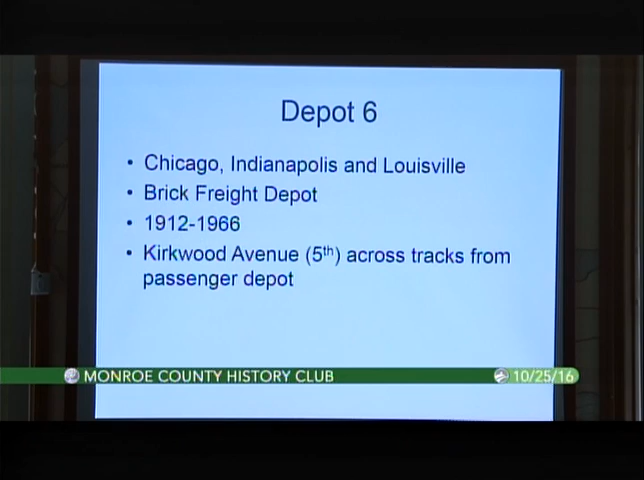 Depot 6
• Chicago, Indianapolis and Louisville
• Brick Freight Depot
• 1912-1966
• Kirkwood Avenue (5th) across tracks from
passenger depot
MONROE COUNTY HISTORY CLUB
10/25/16